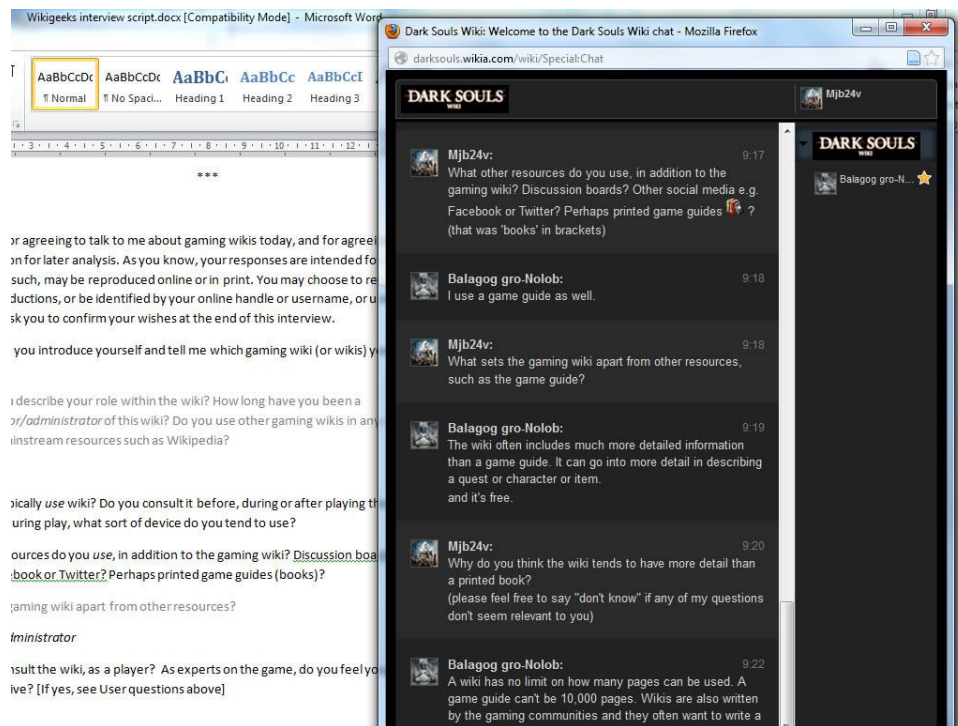 Wikigeeks interview script.docx [Compatibility Mode] - Microsoft Word
AaBbCcDc AaBbCcDc AaBbC AaBbCc AaBbCcI
¶ Normal ¶ No Spaci... Heading 1 Heading 2 Heading 3
3 4 5 6 7 8 9 10 11 12
***
or agreeing to talk to me about gaming wikis today, and for agreei
on for later analysis. As you know, your responses are intended fo
such, may be reproduced online or in print. You may choose to re
ductions, or be identified by your online handle or username, or u
sk you to confirm your wishes at the end of this interview.
you introduce yourself and tell me which gaming wiki (or wikis) y
describe your role within the wiki? How long have you been a
or/administrator of this wiki? Do you use other gaming wikis in any
ainstream resources such as Wikipedia?
pically use wiki? Do you consult it before, during or after playing th
uring play, what sort of device do you tend to use?
ources do you use, in addition to the gaming wiki? Discussion boa
ebook or Twitter? Perhaps printed game guides (books)?
gaming wiki apart from other resources?
dministrator
nsult the wiki, as a player? As experts on the game, do you feel yo
ive? [If yes, see User questions above]
Dark Souls Wiki: Welcome to the Dark Souls Wiki chat - Mozilla Firefox
darksouls.wikia.com/wiki/Special:Chat
DARK SOULS
WIKI
Mjb24v
Mjb24v: 9:17
What other resources do you use, in addition to the
gaming wiki? Discussion boards? Other social media e.g.
Facebook or Twitter? Perhaps printed game guides ?
(that was 'books' in brackets)
Balagog gro-Nolob: 9:18
I use a game guide as well.
Mjb24v: 9:18
What sets the gaming wiki apart from other resources,
such as the game guide?
Balagog gro-Nolob: 9:19
The wiki often includes much more detailed information
than a game guide. It can go into more detail in describing
a quest or character or item.
and it's free.
Mjb24v: 9:20
Why do you think the wiki tends to have more detail than
a printed book?
(please feel free to say "don't know" if any of my questions
don't seem relevant to you)
Balagog gro-Nolob: 9:22
A wiki has no limit on how many pages can be used. A
game guide can't be 10,000 pages. Wikis are also written
by the gaming communities and they often want to write a
DARK SOULS
WIKI
Balagog gro-N...